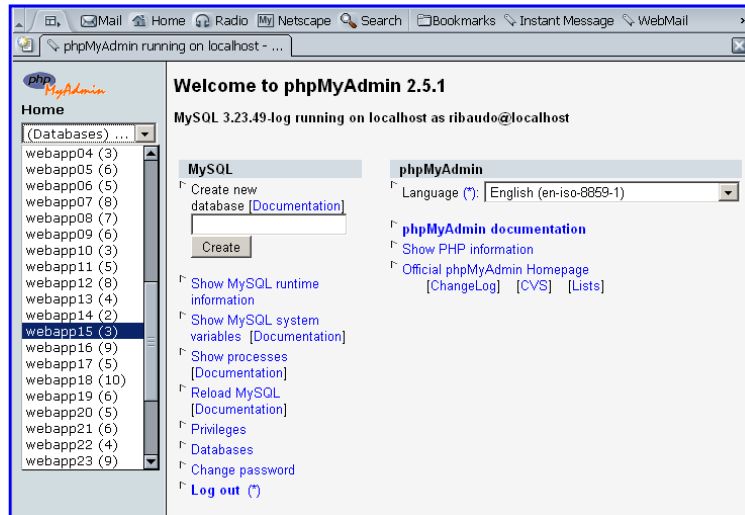 Mail Home Radio My Netscape Search Bookmarks Instant Message WebMail »
phpMyAdmin running on localhost - ...
php
MyAdmin
Home
(Databases) ...
webapp04 (3)
webapp05 (6)
webapp06 (5)
webapp07 (8)
webapp08 (7)
webapp09 (6)
webapp10 (3)
webapp11 (5)
webapp12 (8)
webapp13 (4)
webapp14 (2)
webapp15 (3)
webapp16 (9)
webapp17 (5)
webapp18 (10)
webapp19 (6)
webapp20 (5)
webapp21 (6)
webapp22 (4)
webapp23 (9)
Welcome to phpMyAdmin 2.5.1
MySQL 3.23.49-log running on localhost as ribaudo@localhost
MySQL
Create new
database [Documentation]
Create
Show MySQL runtime
information
Show MySQL system
variables [Documentation]
Show processes
[Documentation]
Reload MySQL
[Documentation]
Privileges
Databases
Change password
Log out (*)
phpMyAdmin
Language (*): English (en-iso-8859-1)
phpMyAdmin documentation
Show PHP information
Official phpMyAdmin Homepage
[ChangeLog] [CVS] [Lists]